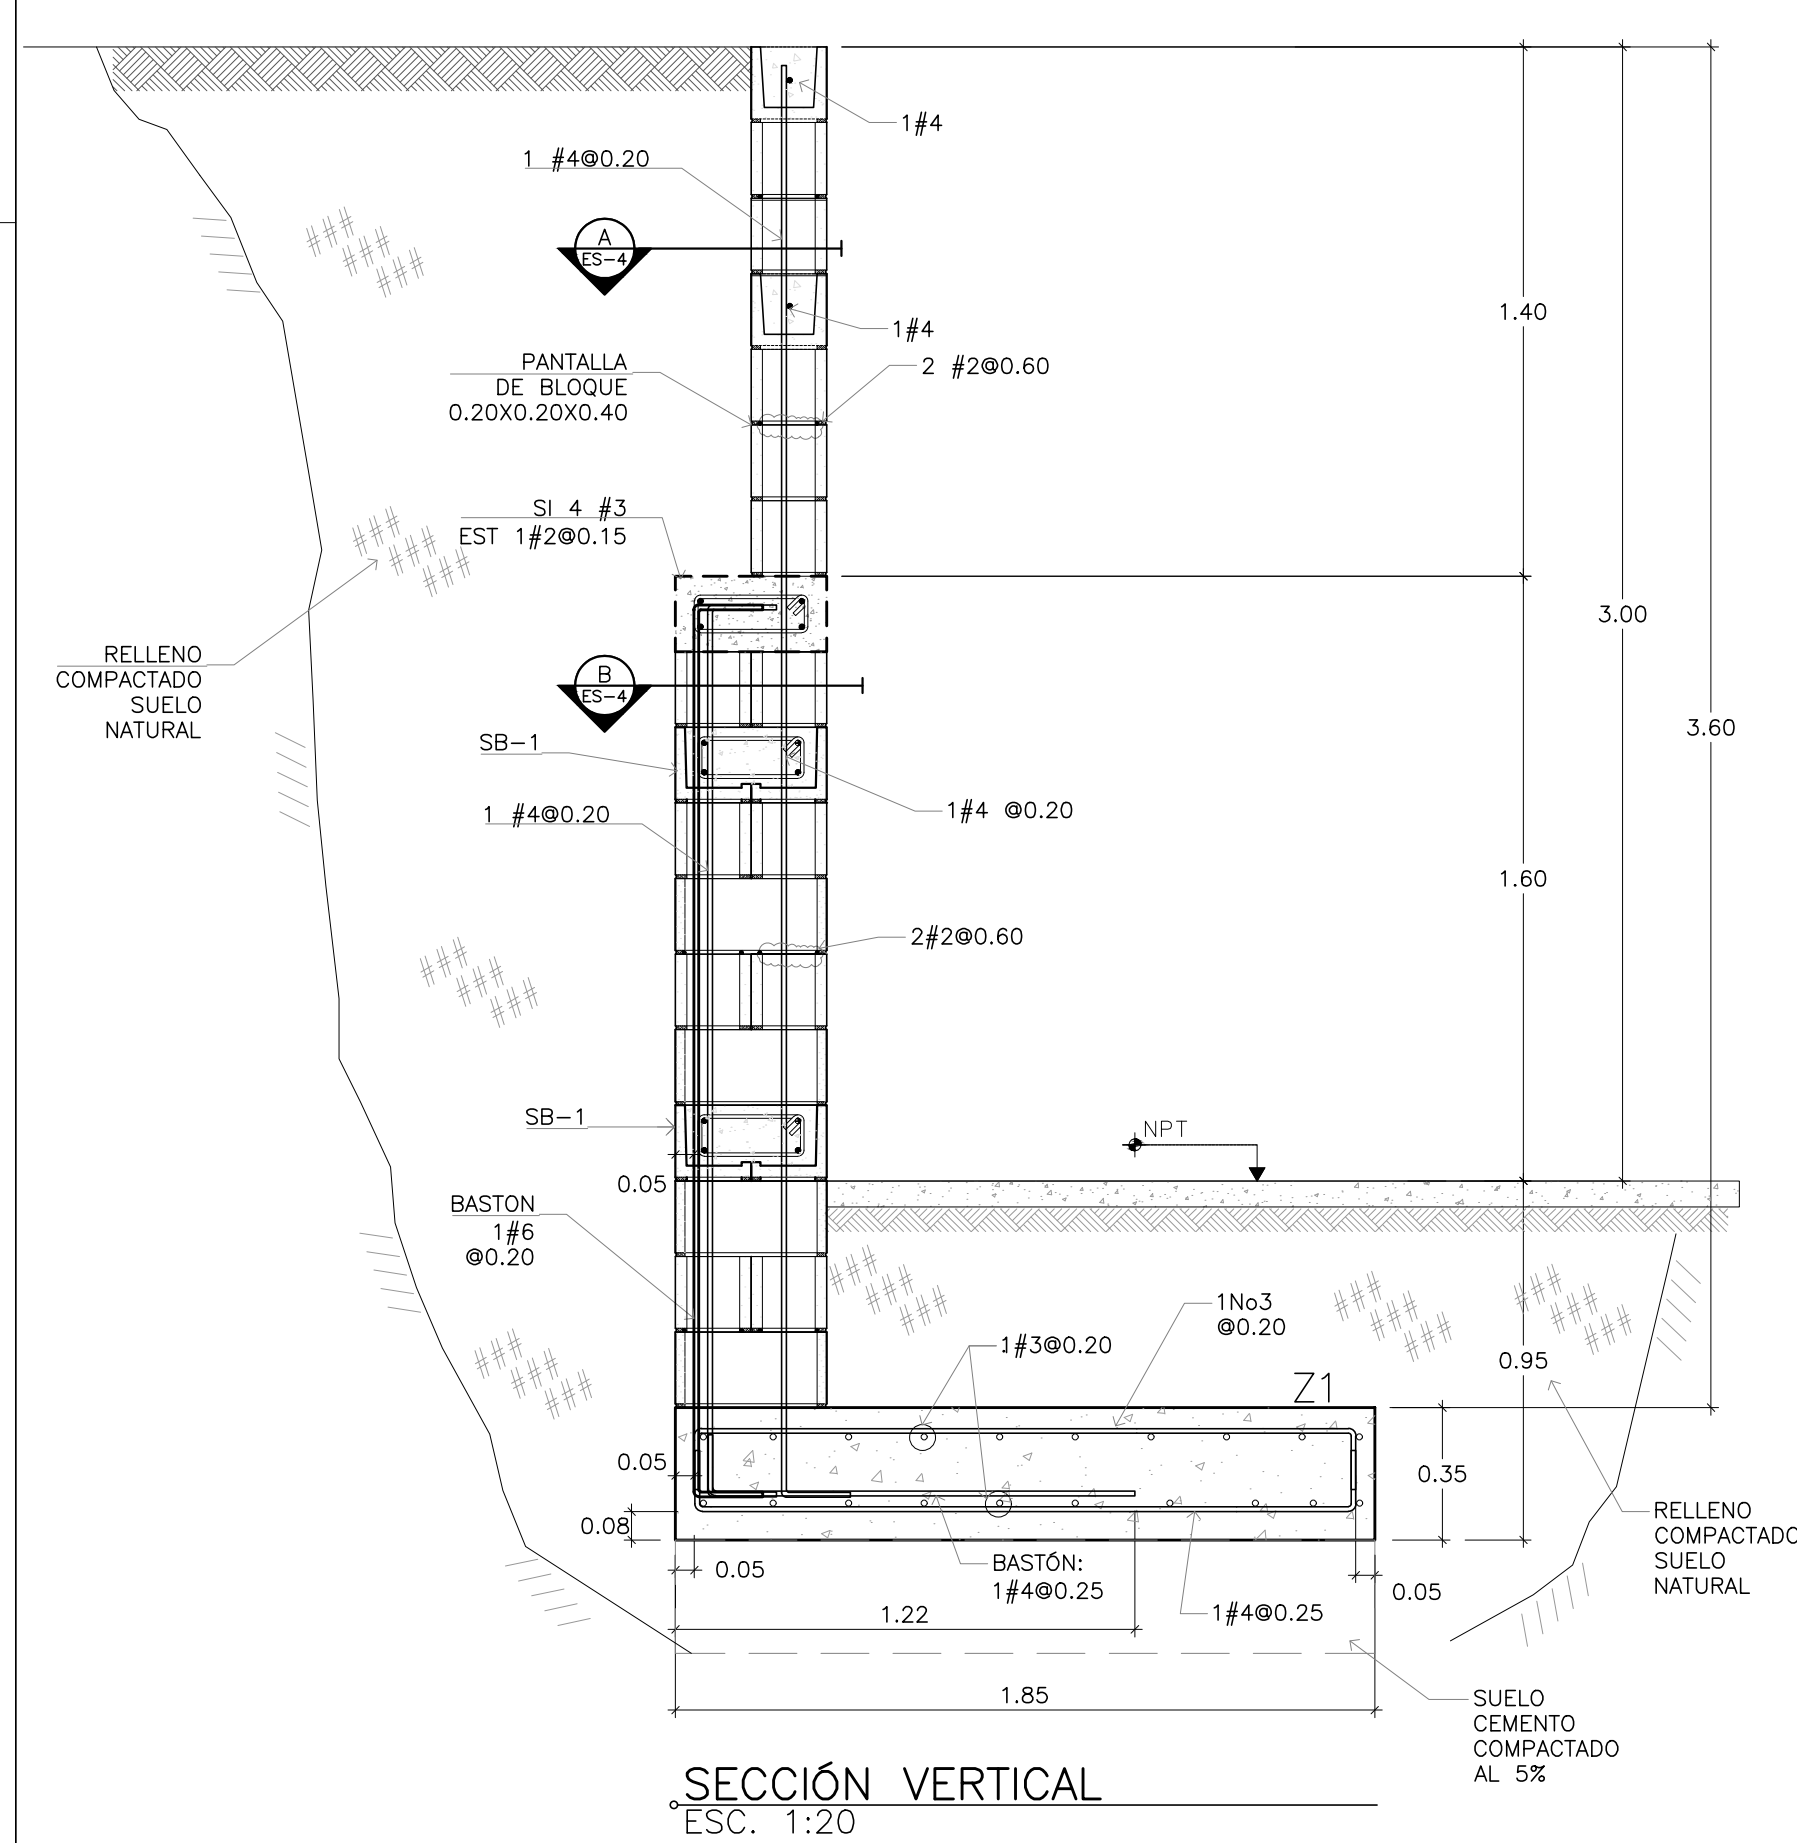 1#4
1 #4@0.20
A
ES-4
1.40
1#4
PANTALLA
DE BLOQUE
0.20X0.20X0.40
2 #2@0.60
SI 4 #3
EST 1#2@0.15
3.00
RELLENO
COMPACTADO
SUELO
NATURAL
B
ES-4
3.60
SB-1
1 #4@0.20
1#4 @0.20
1.60
2#2@0.60
SB-1
NPT
0.05
BASTON
1#6
@0.20
1No3
@0.20
1#3@0.20
0.95
Z1
0.05
0.35
0.08
RELLENO
COMPACTADO
SUELO
NATURAL
0.05
BASTÓN:
1#4@0.25
0.05
1.22
1#4@0.25
1.85
SUELO
CEMENTO
COMPACTADO
AL 5%
SECCIÓN VERTICAL
ESC. 1:20